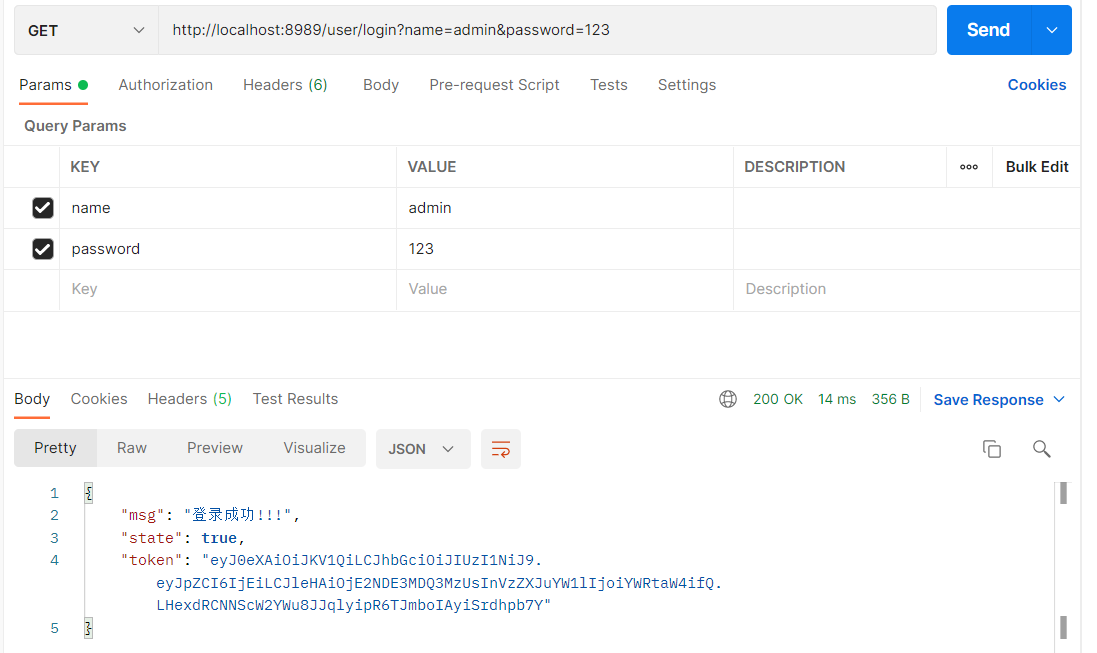 GET http://localhost:8989/user/login?name=admin&password=123 Send
Params Authorization Headers (6) Body Pre-request Script Tests Settings Cookies
Query Params
KEY VALUE DESCRIPTION ooo Bulk Edit
name admin
password 123
Key Value Description
Body Cookies Headers (5) Test Results 200 OK 14 ms 356 B Save Response
Pretty Raw Preview Visualize JSON
1 {
2 "msg": "登录成功!!!",
3 "state": true,
4 "token": "eyJ0eXAiOiJKV1QiLCJhbGciOiJIUzI1NiJ9.
eyJpZCI6IjEiLCJleHAiOjE2NDE3MDQ3MzUsInVzZXJuYW1lIjoiYWRtaW4ifQ.
LHexdRCNNScW2YWu8JJqlyipR6TJmboIAyiSrdhpb7Y"
5 }